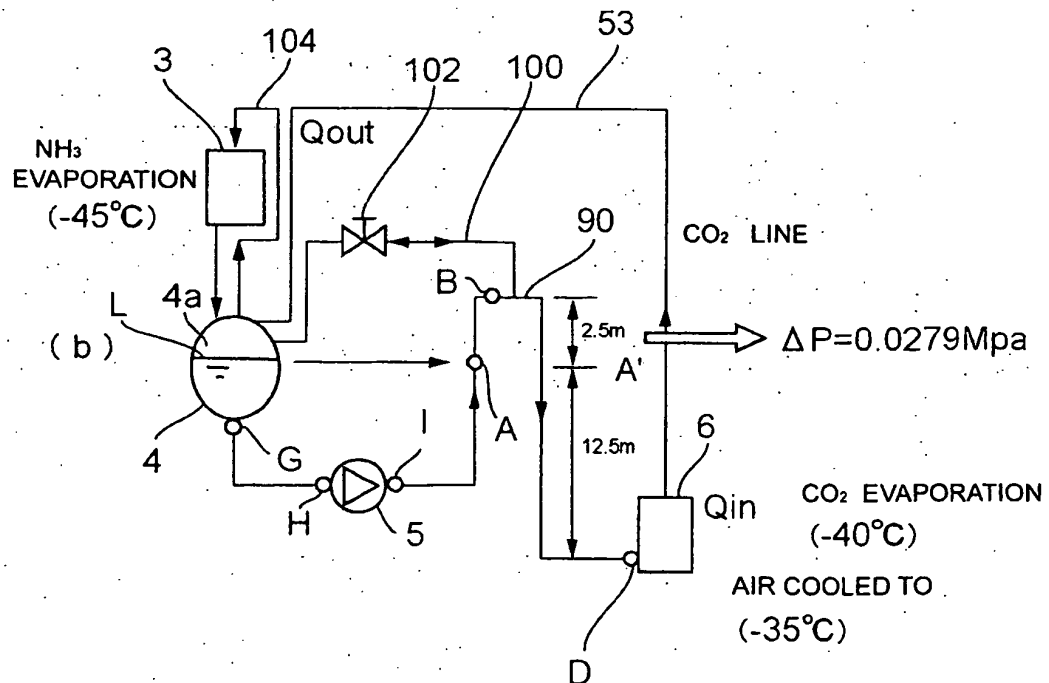 53
104
3
102
100
Qout
NH₃
EVAPORATION
(-45°C)
90
CO₂ LINE
B
4a
L
(b)
2.5m
ΔP=0.0279Mpa
A'
A
4
12.5m
6
G
I
Qin
CO₂ EVAPORATION
(-40°C)
H
5
AIR COOLED TO
(-35°C)
D